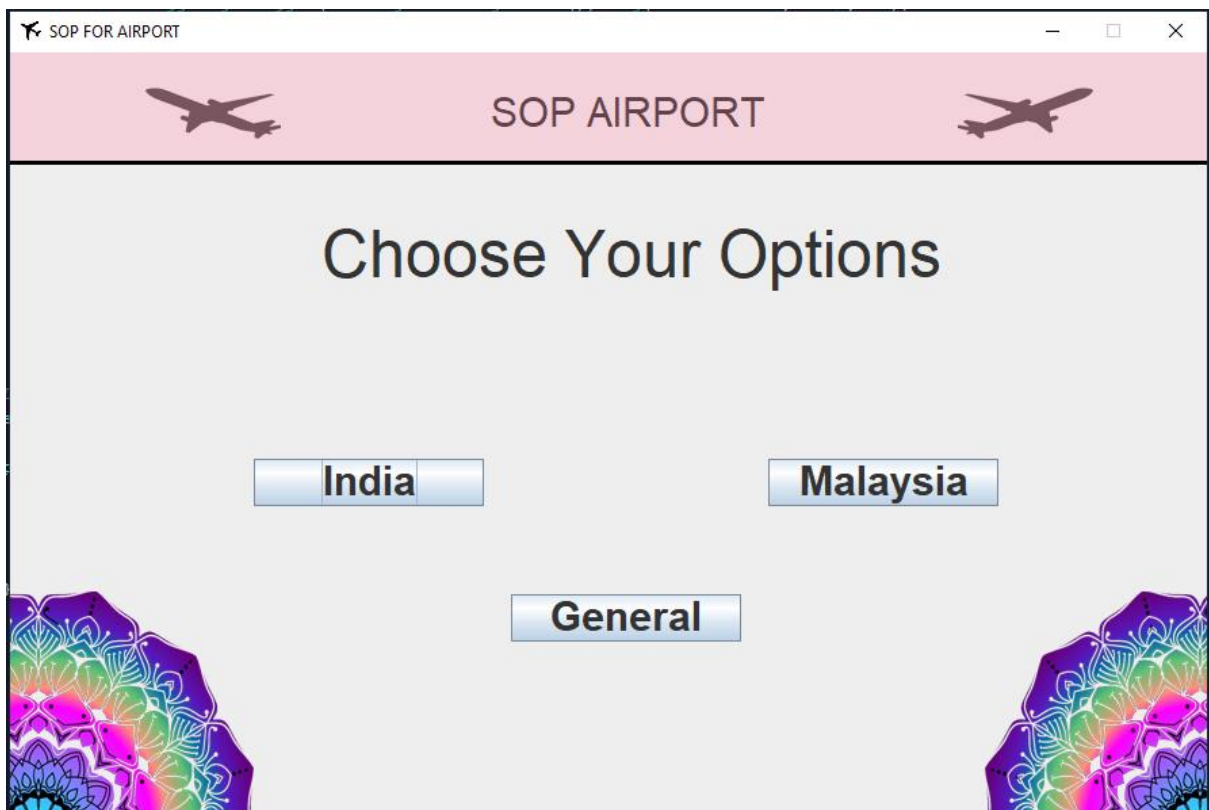 SOP FOR AIRPORT
SOP AIRPORT
Choose Your Options
India
Malaysia
General